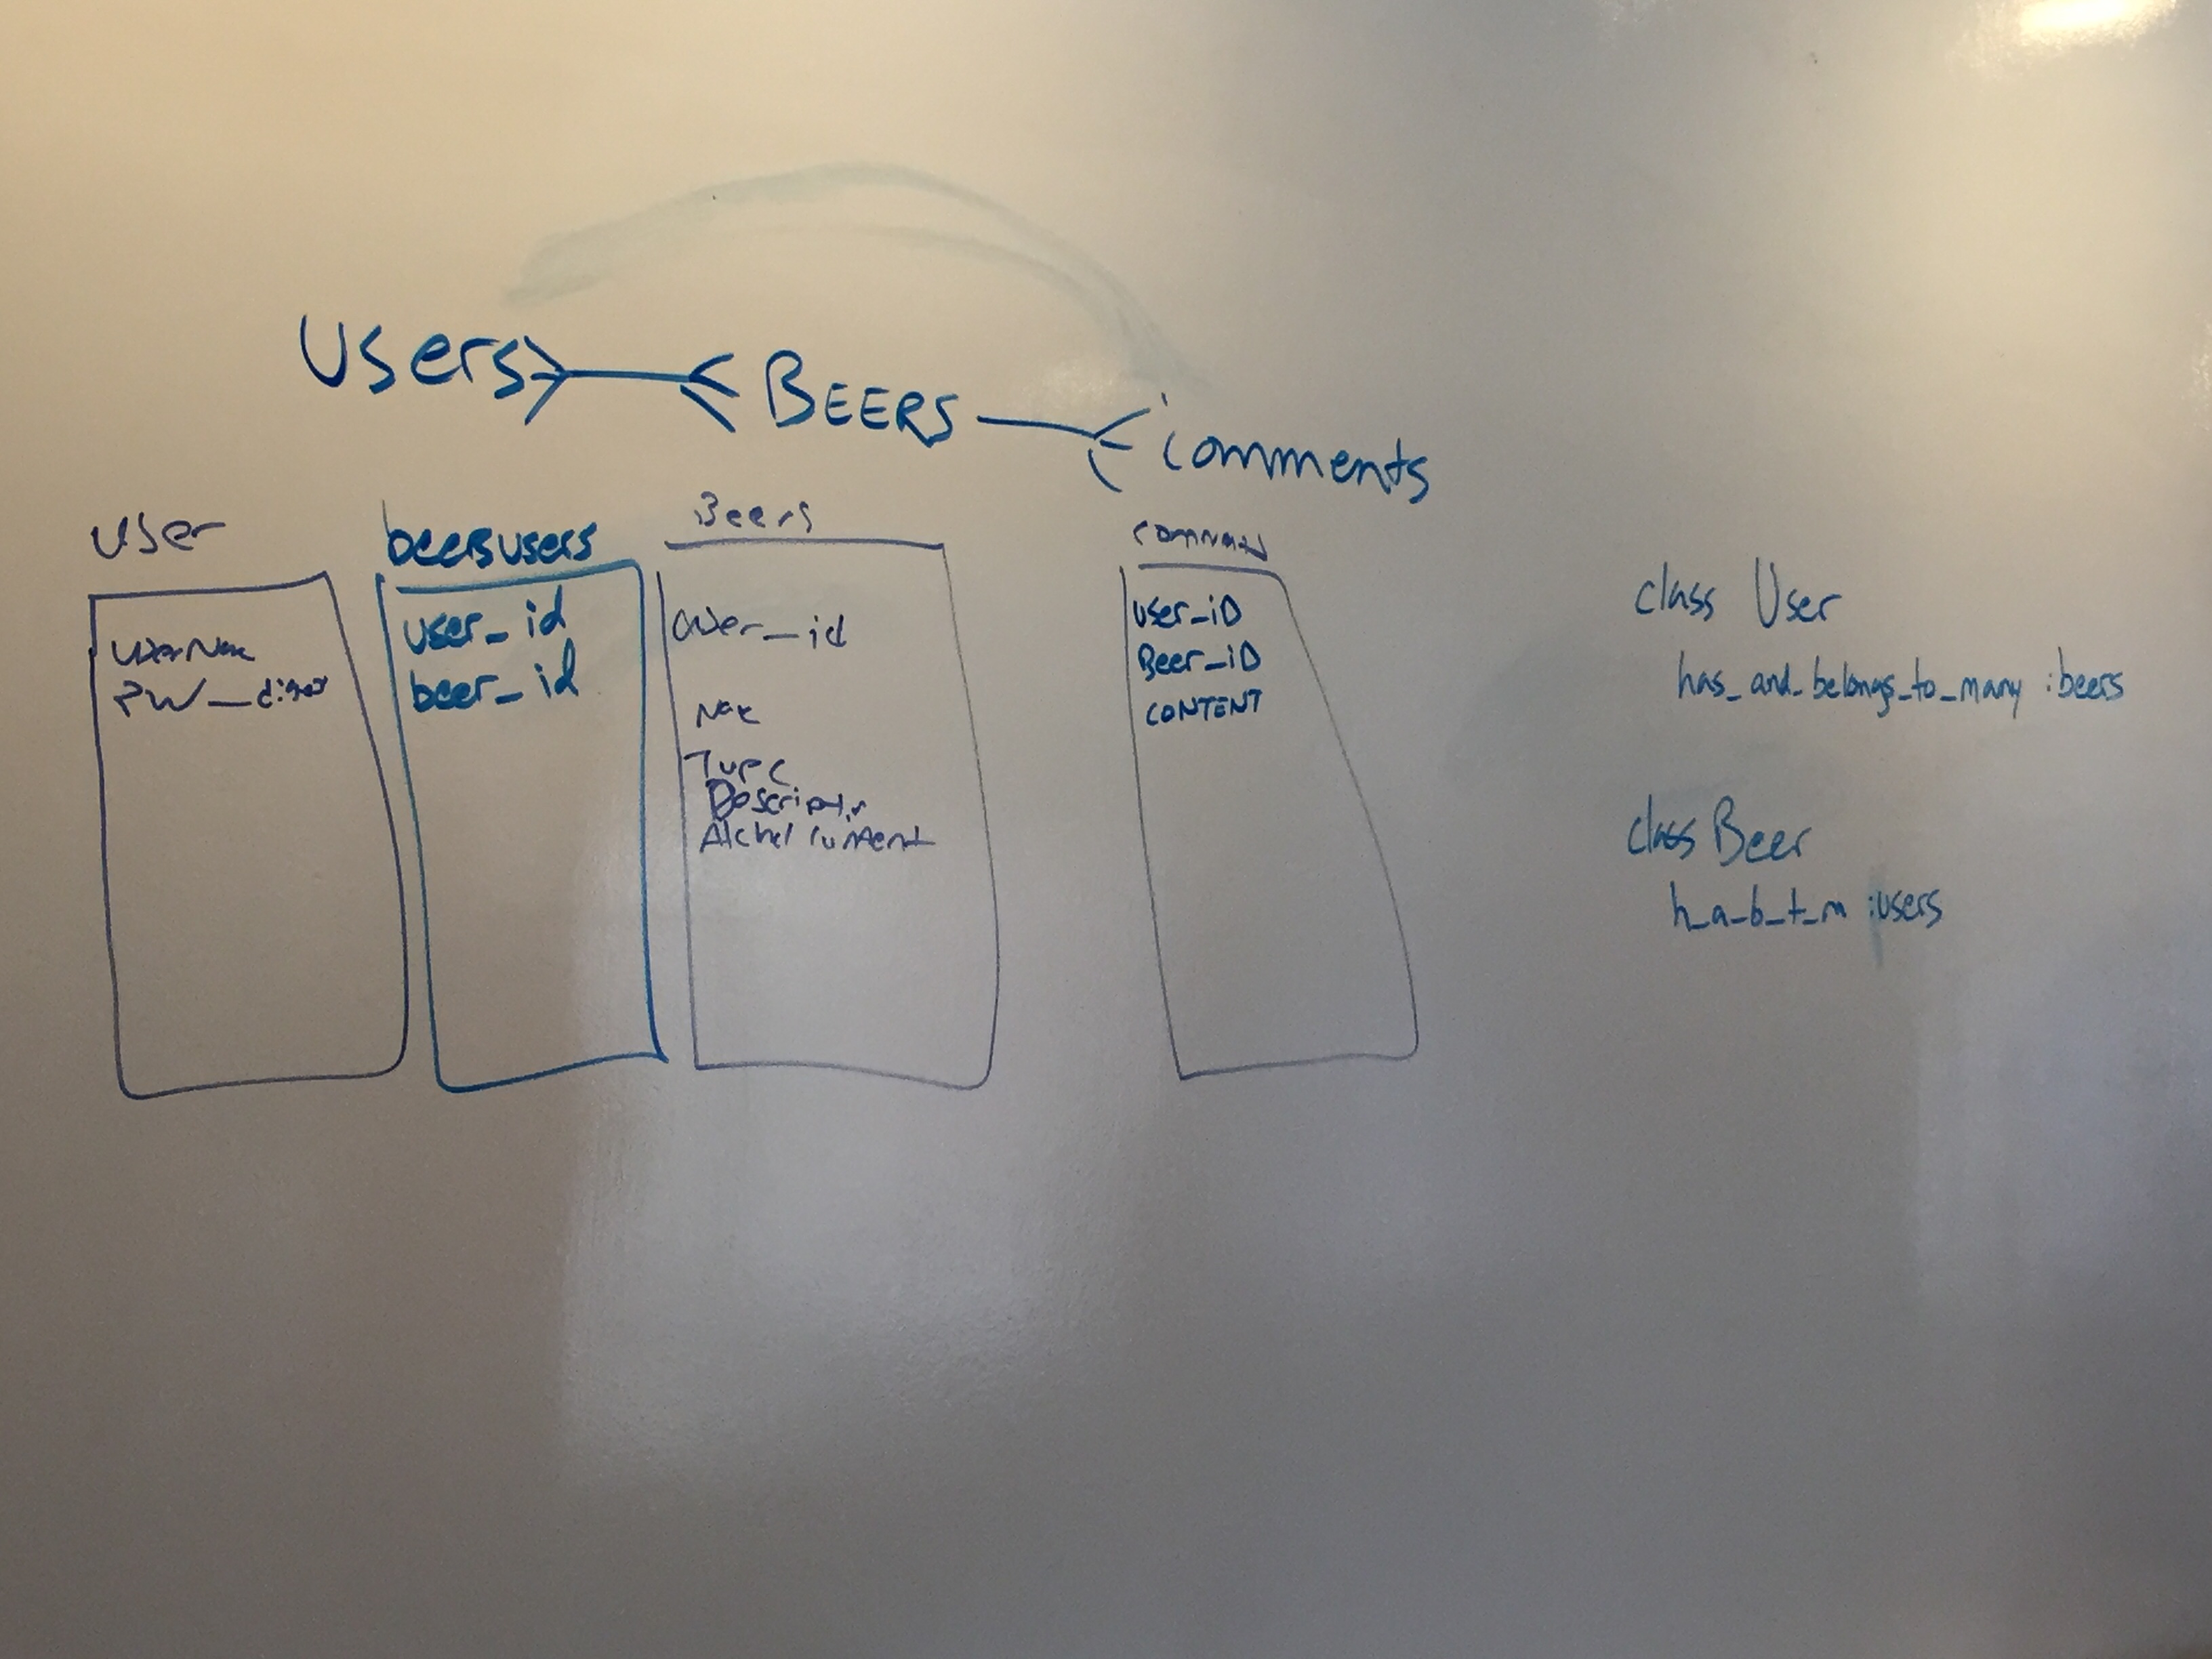 Users BEERS comments
User
UserName
PW_digest
beersusers
user_id
beer_id
Beers
user_id
Name
Type
Description
Alchol content
comments
User_iD
Beer_iD
CONTENT
class User
has_and_belongs_to_many :beers
class Beer
h_a_b_t_m :users